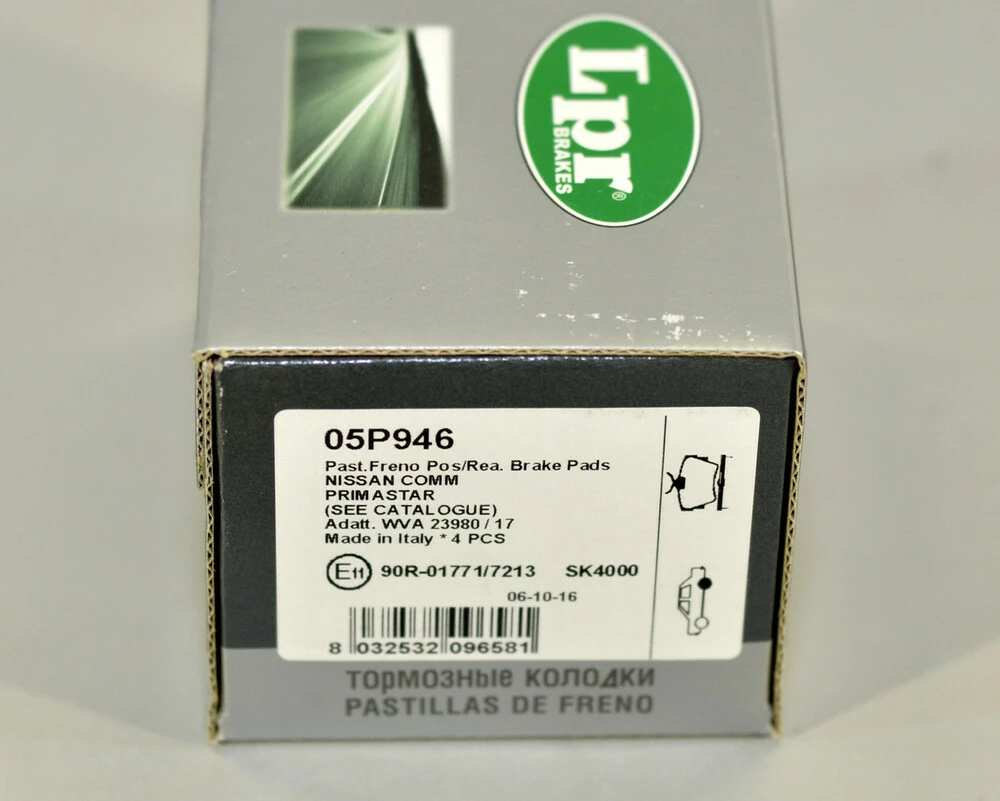 Lpr®
BRAKES
05P946
Past.Freno Pos/Rea. Brake Pads
NISSAN COMM
PRIMASTAR
(SEE CATALOGUE)
Adatt. WVA 23980 / 17
Made in Italy * 4 PCS
E11 90R-01771/7213 SK4000
06-10-16
8 032532 096581
тормозные колодки
PASTILLAS DE FRENO